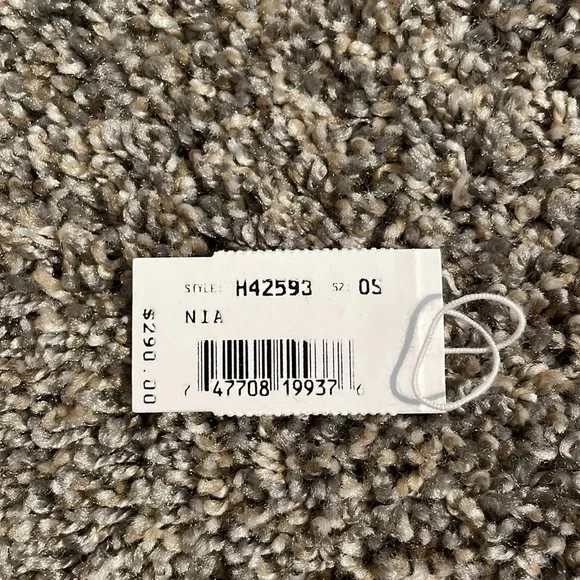 STYLE: H42593 SZ: OS
NIA
7 47708 19937 6
$290.00